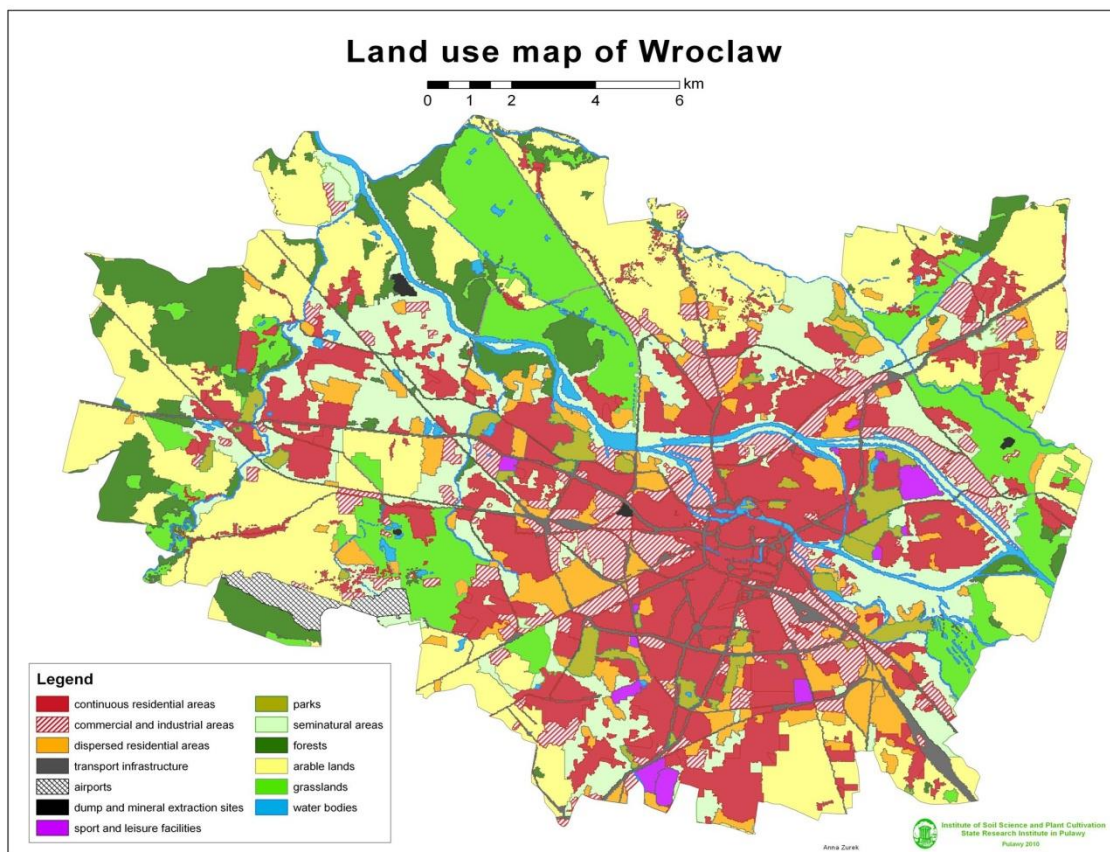 Land use map of Wroclaw
km
0 1 2 4 6
Legend
continuous residential areas
commercial and industrial areas
dispersed residential areas
transport infrastructure
airports
dump and mineral extraction sites
sport and leisure facilities
parks
seminatural areas
forests
arable lands
grasslands
water bodies
Institute of Soil Science and Plant Cultivation
State Research Institute in Pulawy
Pulawy 2010
Anna Zurek